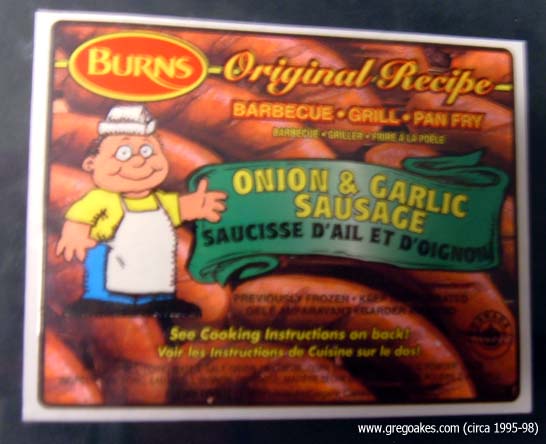 BURNS
Original Recipe
BARBECUE • GRILL • PAN FRY
BARBECUE • GRILLER • FRIRE À LA POÊLE
ONION & GARLIC
SAUSAGE
SAUCISSE D'AIL ET D'OIGNON
PREVIOUSLY FROZEN • KEEP
See Cooking Instructions on back!
Voir les Instructions de Cuisine sur le dos!
www.gregoakes.com (circa 1995-98)